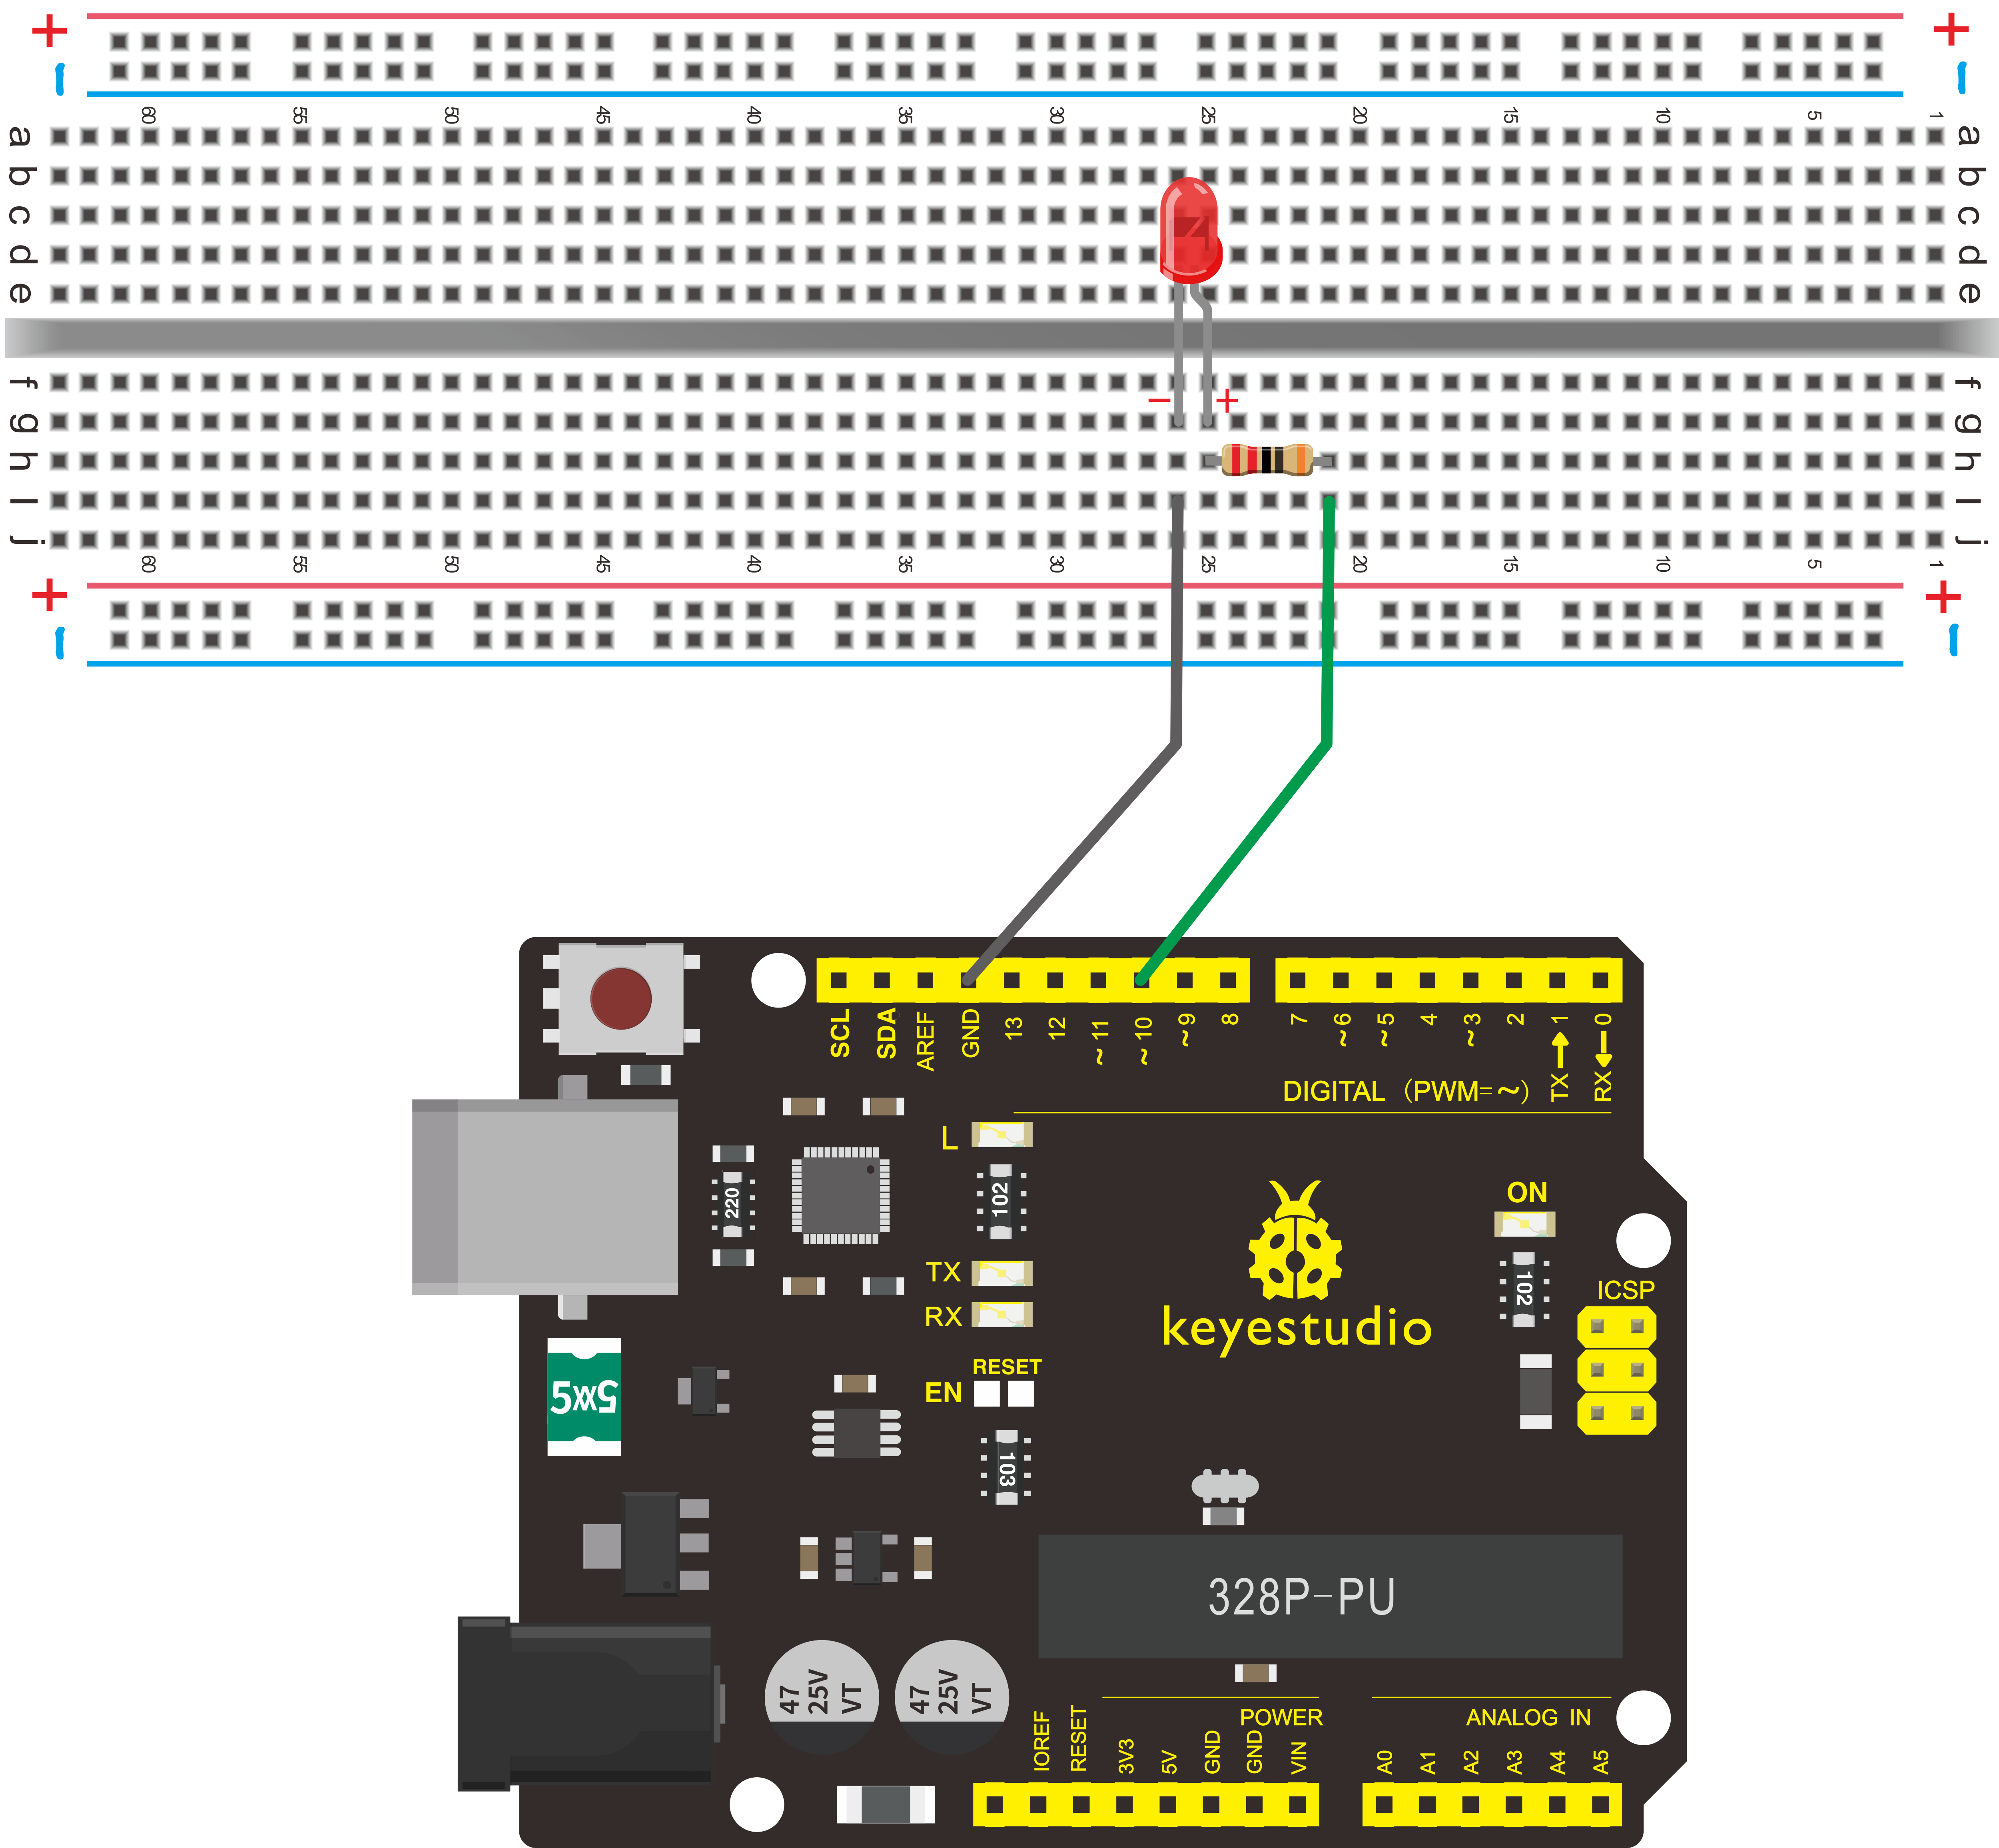 + +
- -
60 55 50 45 40 35 30 25 20 15 10 5 1
a a
b b
c c
d d
e e
f f
g g
h h
I I
j j
- +
60 55 50 45 40 35 30 25 20 15 10 5 1
+ +
- -
SCL SDA AREF GND 13 12 ~11 ~10 ~9 8 7 ~6 ~5 4 ~3 2 TX→1 RX←0
DIGITAL (PWM=~)
L
220
102
ON
102
TX
RX
ICSP
keyestudio
RESET
EN
5W5
103
328P-PU
47
25V
VT
47
25V
VT
POWER
ANALOG IN
IOREF RESET 3V3 5V GND GND VIN A0 A1 A2 A3 A4 A5